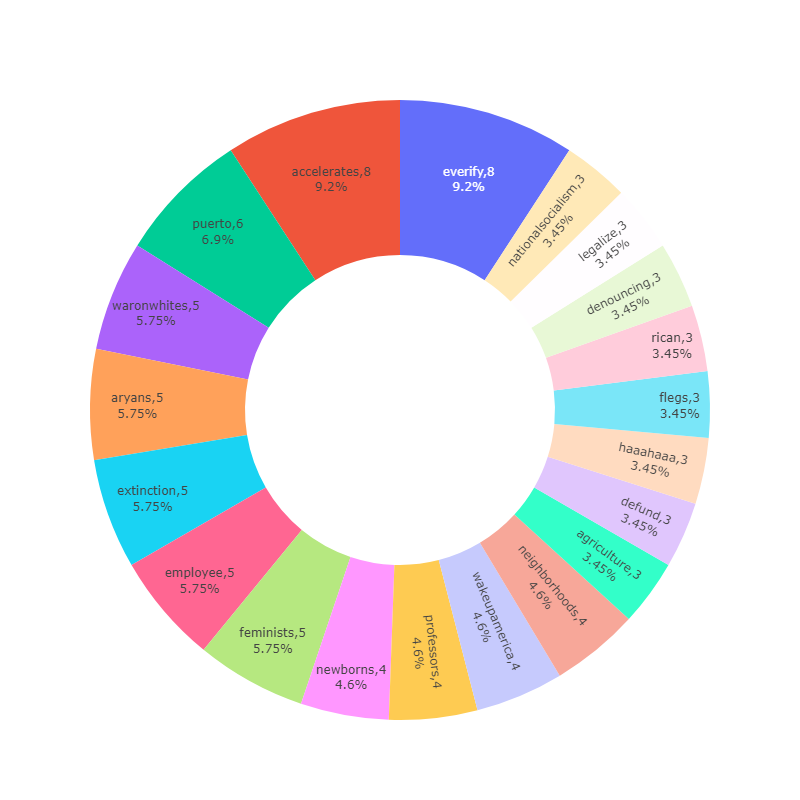 everify,8
9.2%
accelerates,8
9.2%
puerto,6
6.9%
waronwhites,5
5.75%
aryans,5
5.75%
extinction,5
5.75%
employee,5
5.75%
feminists,5
5.75%
newborns,4
4.6%
professors,4
4.6%
wakeupamerica,4
4.6%
neighborhoods,4
4.6%
agriculture,3
3.45%
defund,3
3.45%
haaahaaa,3
3.45%
flegs,3
3.45%
rican,3
3.45%
denouncing,3
3.45%
legalize,3
3.45%
nationalsocialism,3
3.45%